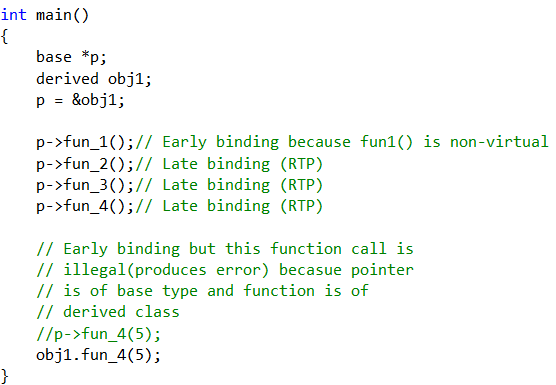 int main()
{
    base *p;
    derived obj1;
    p = &obj1;
    p->fun_1();// Early binding because fun1() is non-virtual
    p->fun_2();// Late binding (RTP)
    p->fun_3();// Late binding (RTP)
    p->fun_4();// Late binding (RTP)
    // Early binding but this function call is
    // illegal(produces error) becasue pointer
    // is of base type and function is of
    // derived class
    //p->fun_4(5);
    obj1.fun_4(5);
}